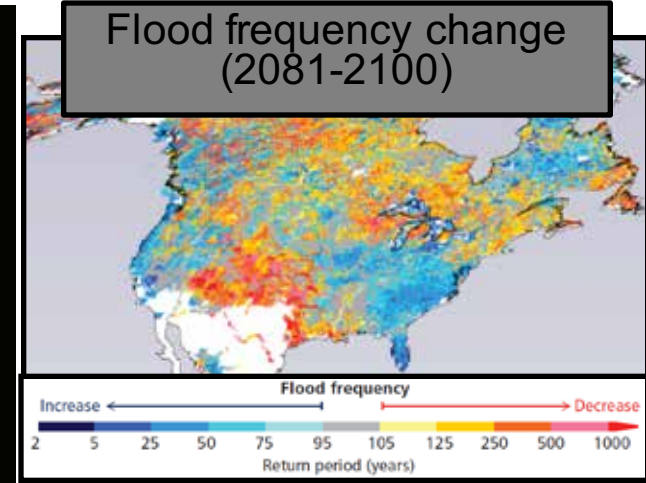 Flood frequency change
(2081-2100)
Flood frequency
Increase
Decrease
2 5 25 50 75 95 105 125 250 500 1000
Return period (years)